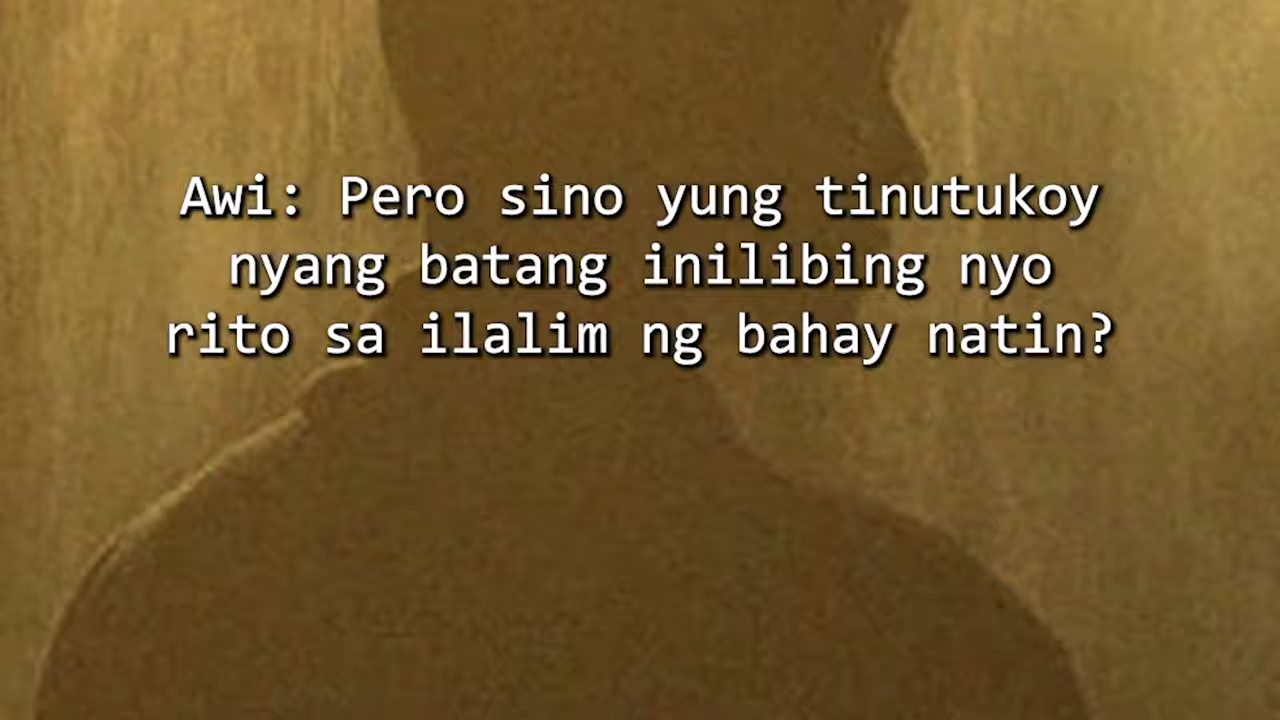 Awi: Pero sino yung tinutukoy
nyang batang inilibing nyo
rito sa ilalim ng bahay natin?